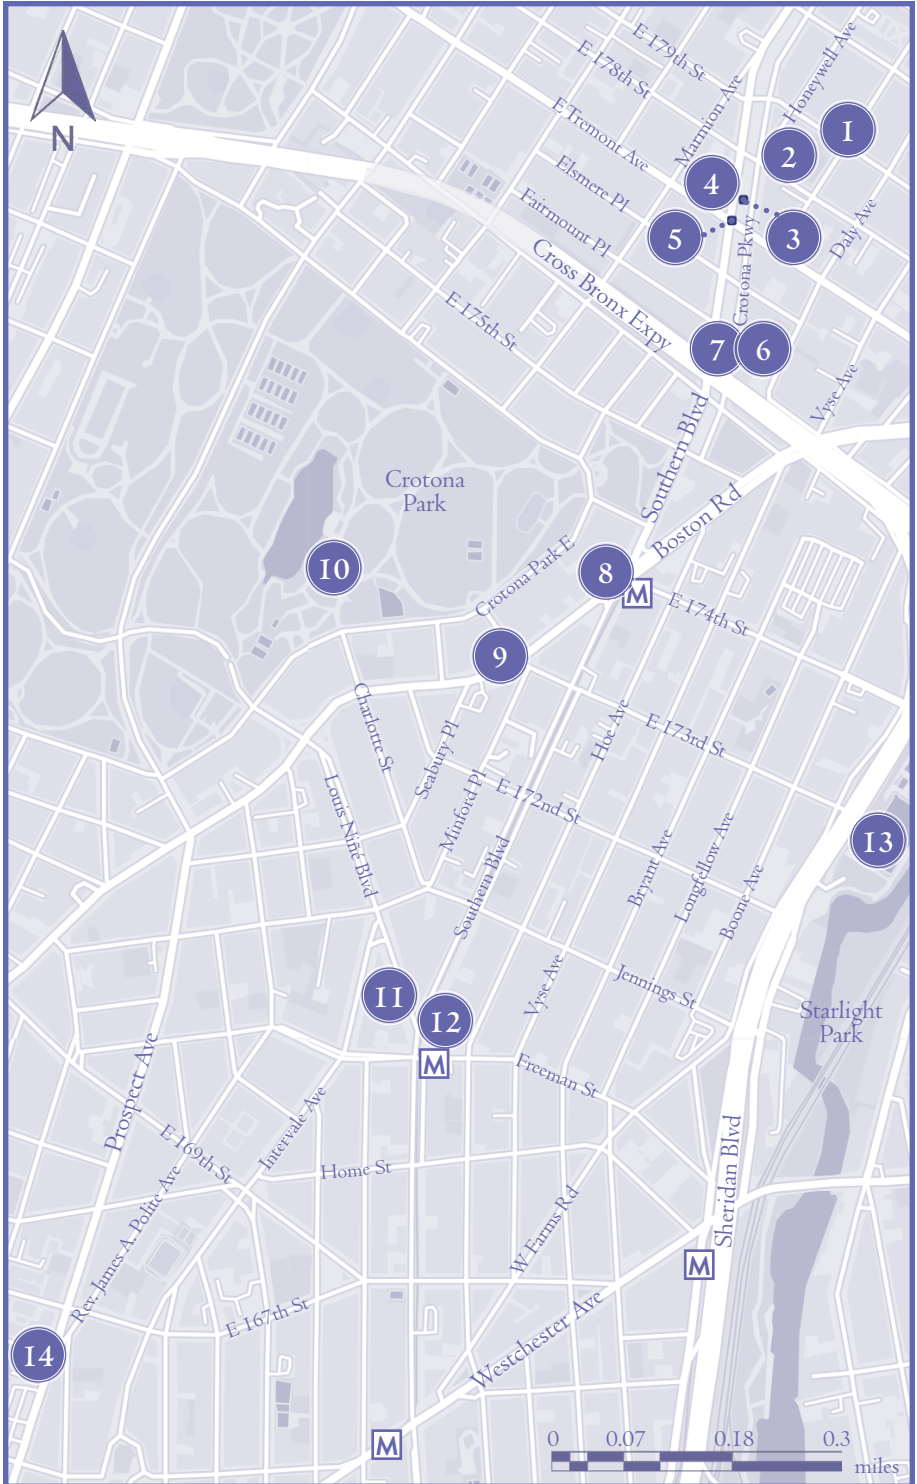 E 179th St
Honeywell Ave
E 178th St
Marmion Ave
E Tremont Ave
1
N
2
Elsmere Pl
4
Fairmount Pl
5
3
Daly Ave
Crotona Pkwy
Cross Bronx Expy
E 175th St
7
6
Vyse Ave
Southern Blvd
Crotona
Park
Boston Rd
10
Crotona Park E
8
M
E 174th St
9
Charlotte St
Seabury Pl
Hoe Ave
E 173rd St
Louis Niñé Blvd
Minford Pl
E 172nd St
13
Southern Blvd
Bryant Ave
Longfellow Ave
Boone Ave
11
12
Vyse Ave
Jennings St
Starlight
Park
M
Freeman St
Prospect Ave
Intervale Ave
E 169th St
Home St
Sheridan Blvd
Rev. James A. Polite Ave
W Farms Rd
M
E 167th St
14
Westchester Ave
M
0 0.07 0.18 0.3
miles